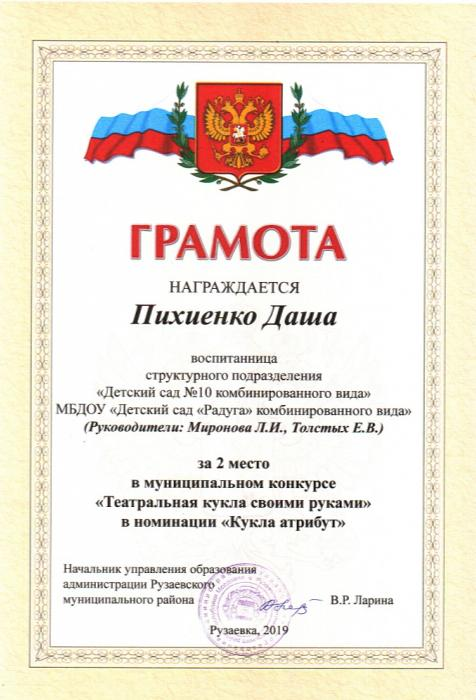 ГРАМОТА
НАГРАЖДАЕТСЯ
Пихиенко Даша
воспитанница
структурного подразделения
«Детский сад №10 комбинированного вида»
МБДОУ «Детский сад «Радуга» комбинированного вида»
(Руководители: Миронова Л.И., Толстых Е.В.)
за 2 место
в муниципальном конкурсе
«Театральная кукла своими руками»
в номинации «Кукла атрибут»
Начальник управления образования
администрации Рузаевского
муниципального района В.Р. Ларина
Рузаевка, 2019